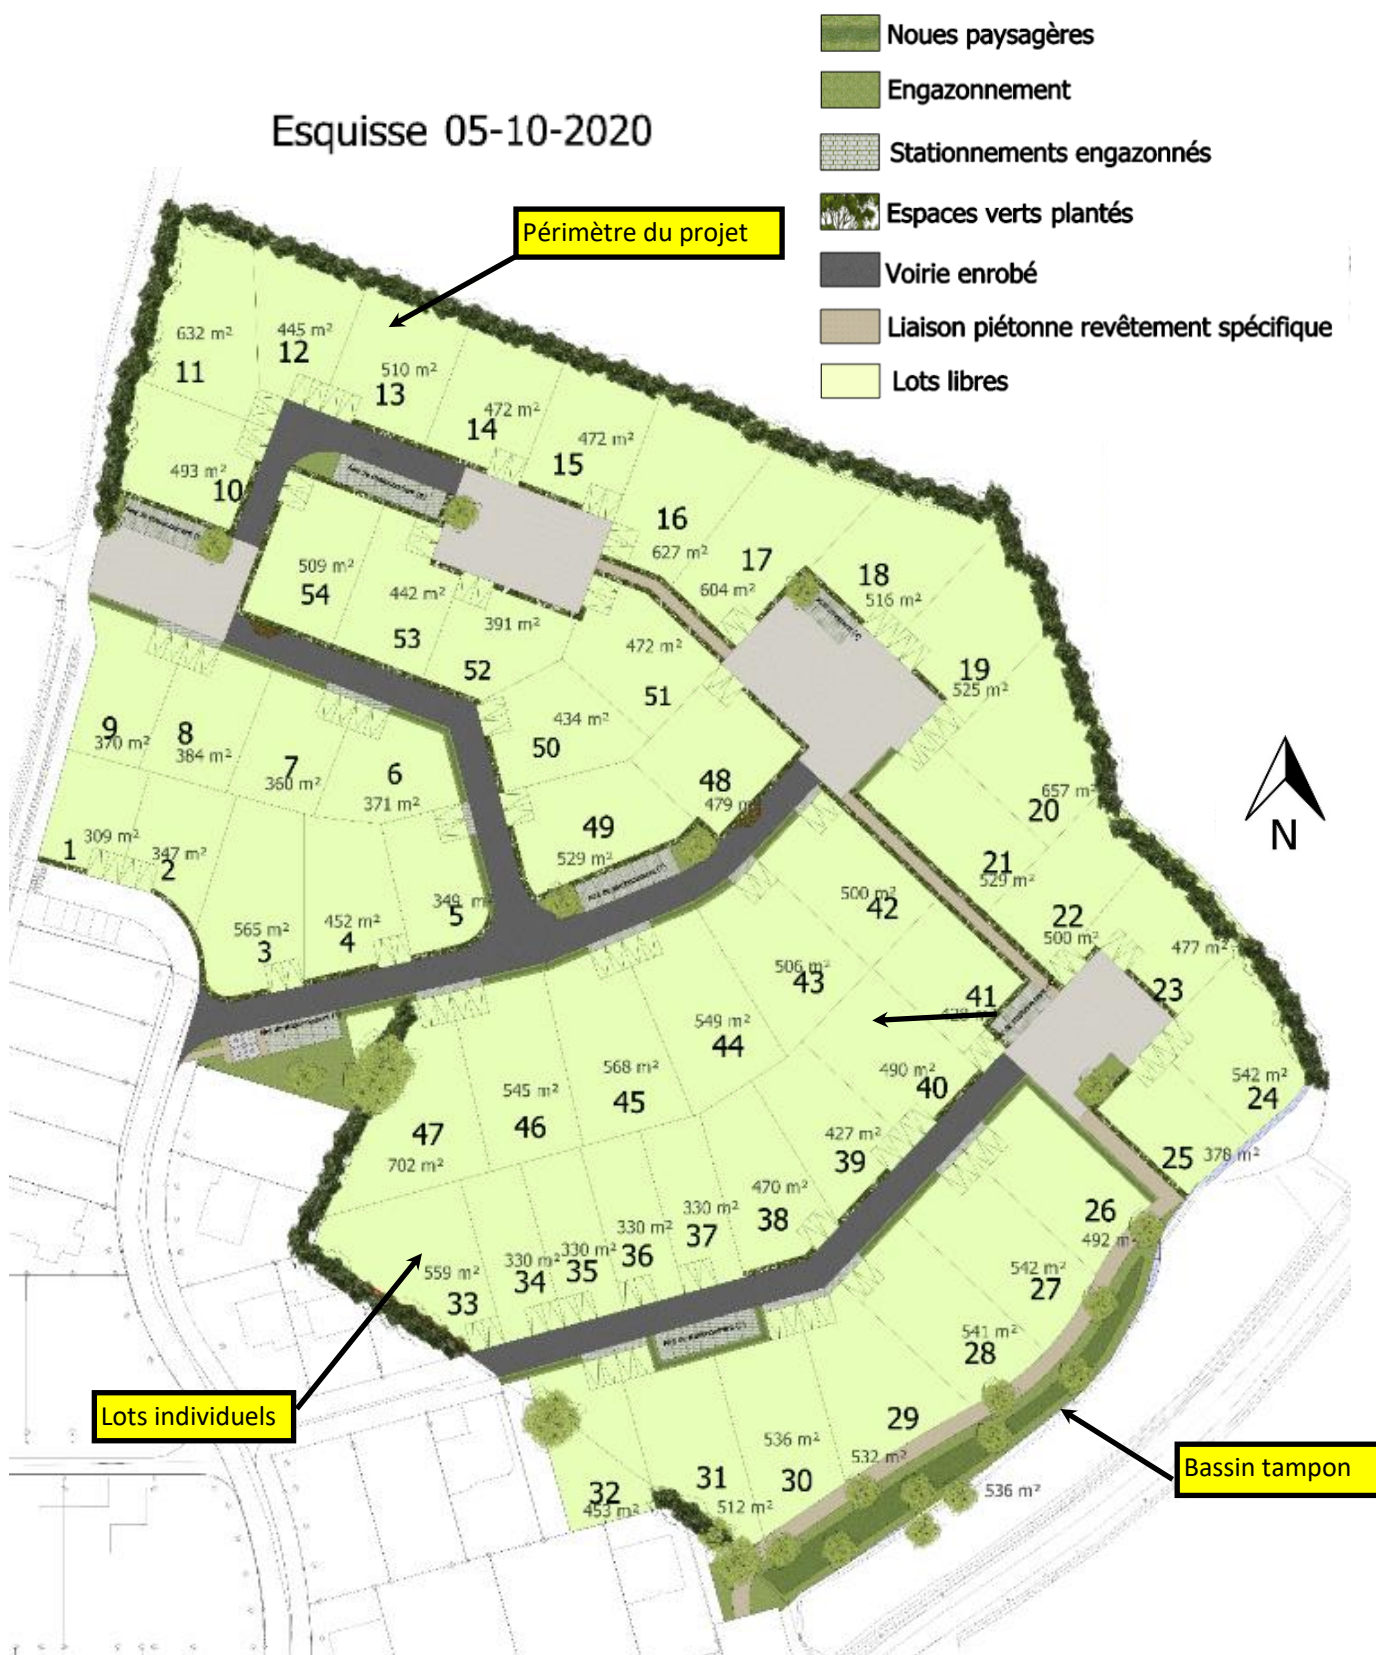 Noues paysagères
Engazonnement
Esquisse 05-10-2020
Stationnements engazonnés
Espaces verts plantés
Périmètre du projet
Voirie enrobé
Liaison piétonne revêtement spécifique
Lots libres
632 m²
11
445 m²
12
510 m²
13
472 m²
14
472 m²
15
493 m²
10
16
627 m²
17
604 m²
18
516 m²
509 m²
54
442 m²
53
391 m²
52
472 m²
51
19
525 m²
434 m²
50
9
370 m²
8
384 m²
7
360 m²
6
371 m²
48
479 m
657 m²
20
N
309 m²
1
347 m²
2
49
529 m²
21
529 m²
349 m²
5
500 m²
42
22
500 m²
565 m²
3
452 m²
4
477 m²
23
506 m²
43
41
549 m²
44
490 m²
40
542 m²
24
568 m²
45
545 m²
46
47
702 m²
427 m²
39
25
378 m²
470 m²
38
330 m²
37
330 m²
36
330 m²
35
330 m²
34
559 m²
33
26
492 m
542 m²
27
541 m²
28
Lots individuels
29
532 m²
536 m²
30
31
512 m²
32
453 m²
Bassin tampon
536 m²